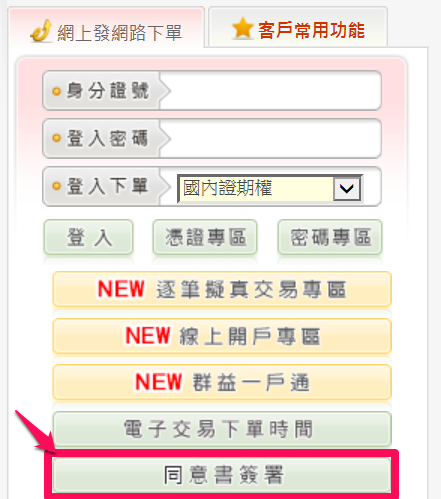 網上發網路下單
客戶常用功能
身分證號
登入密碼
登入下單 國內證期權
登入 憑證專區 密碼專區
NEW 逐筆擬真交易專區
NEW 線上開戶專區
NEW 群益一戶通
電子交易下單時間
同意書簽署